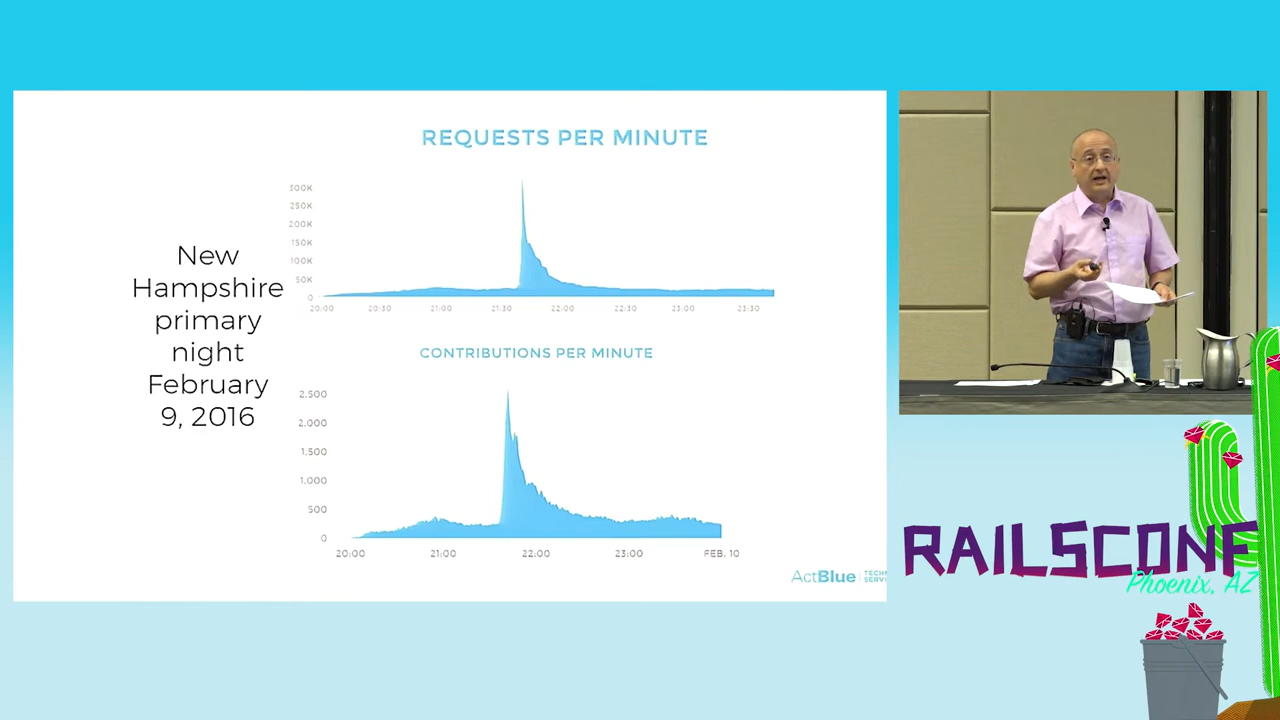 REQUESTS PER MINUTE
300K
250K
200K
150K
100K
50K
0
20:00 20:30 21:00 21:30 22:00 22:30 23:00 23:30
New
Hampshire
primary
night
February
9, 2016
CONTRIBUTIONS PER MINUTE
2,500
2,000
1,500
1,000
500
0
20:00 21:00 22:00 23:00 FEB. 10
ActBlue
RAILSCONF
Phoenix, AZ